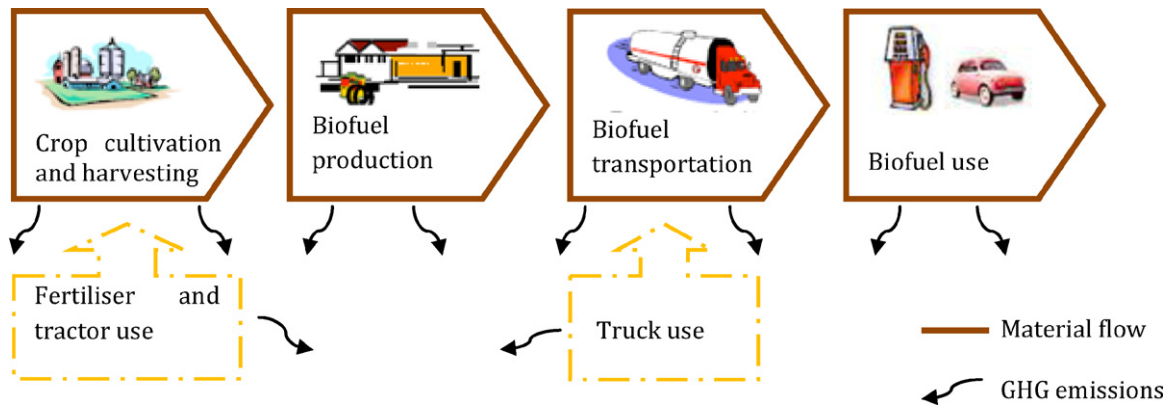 Crop cultivation
and harvesting
Biofuel
production
Biofuel
transportation
Biofuel use
Fertiliser and
tractor use
Truck use
Material flow
GHG emissions